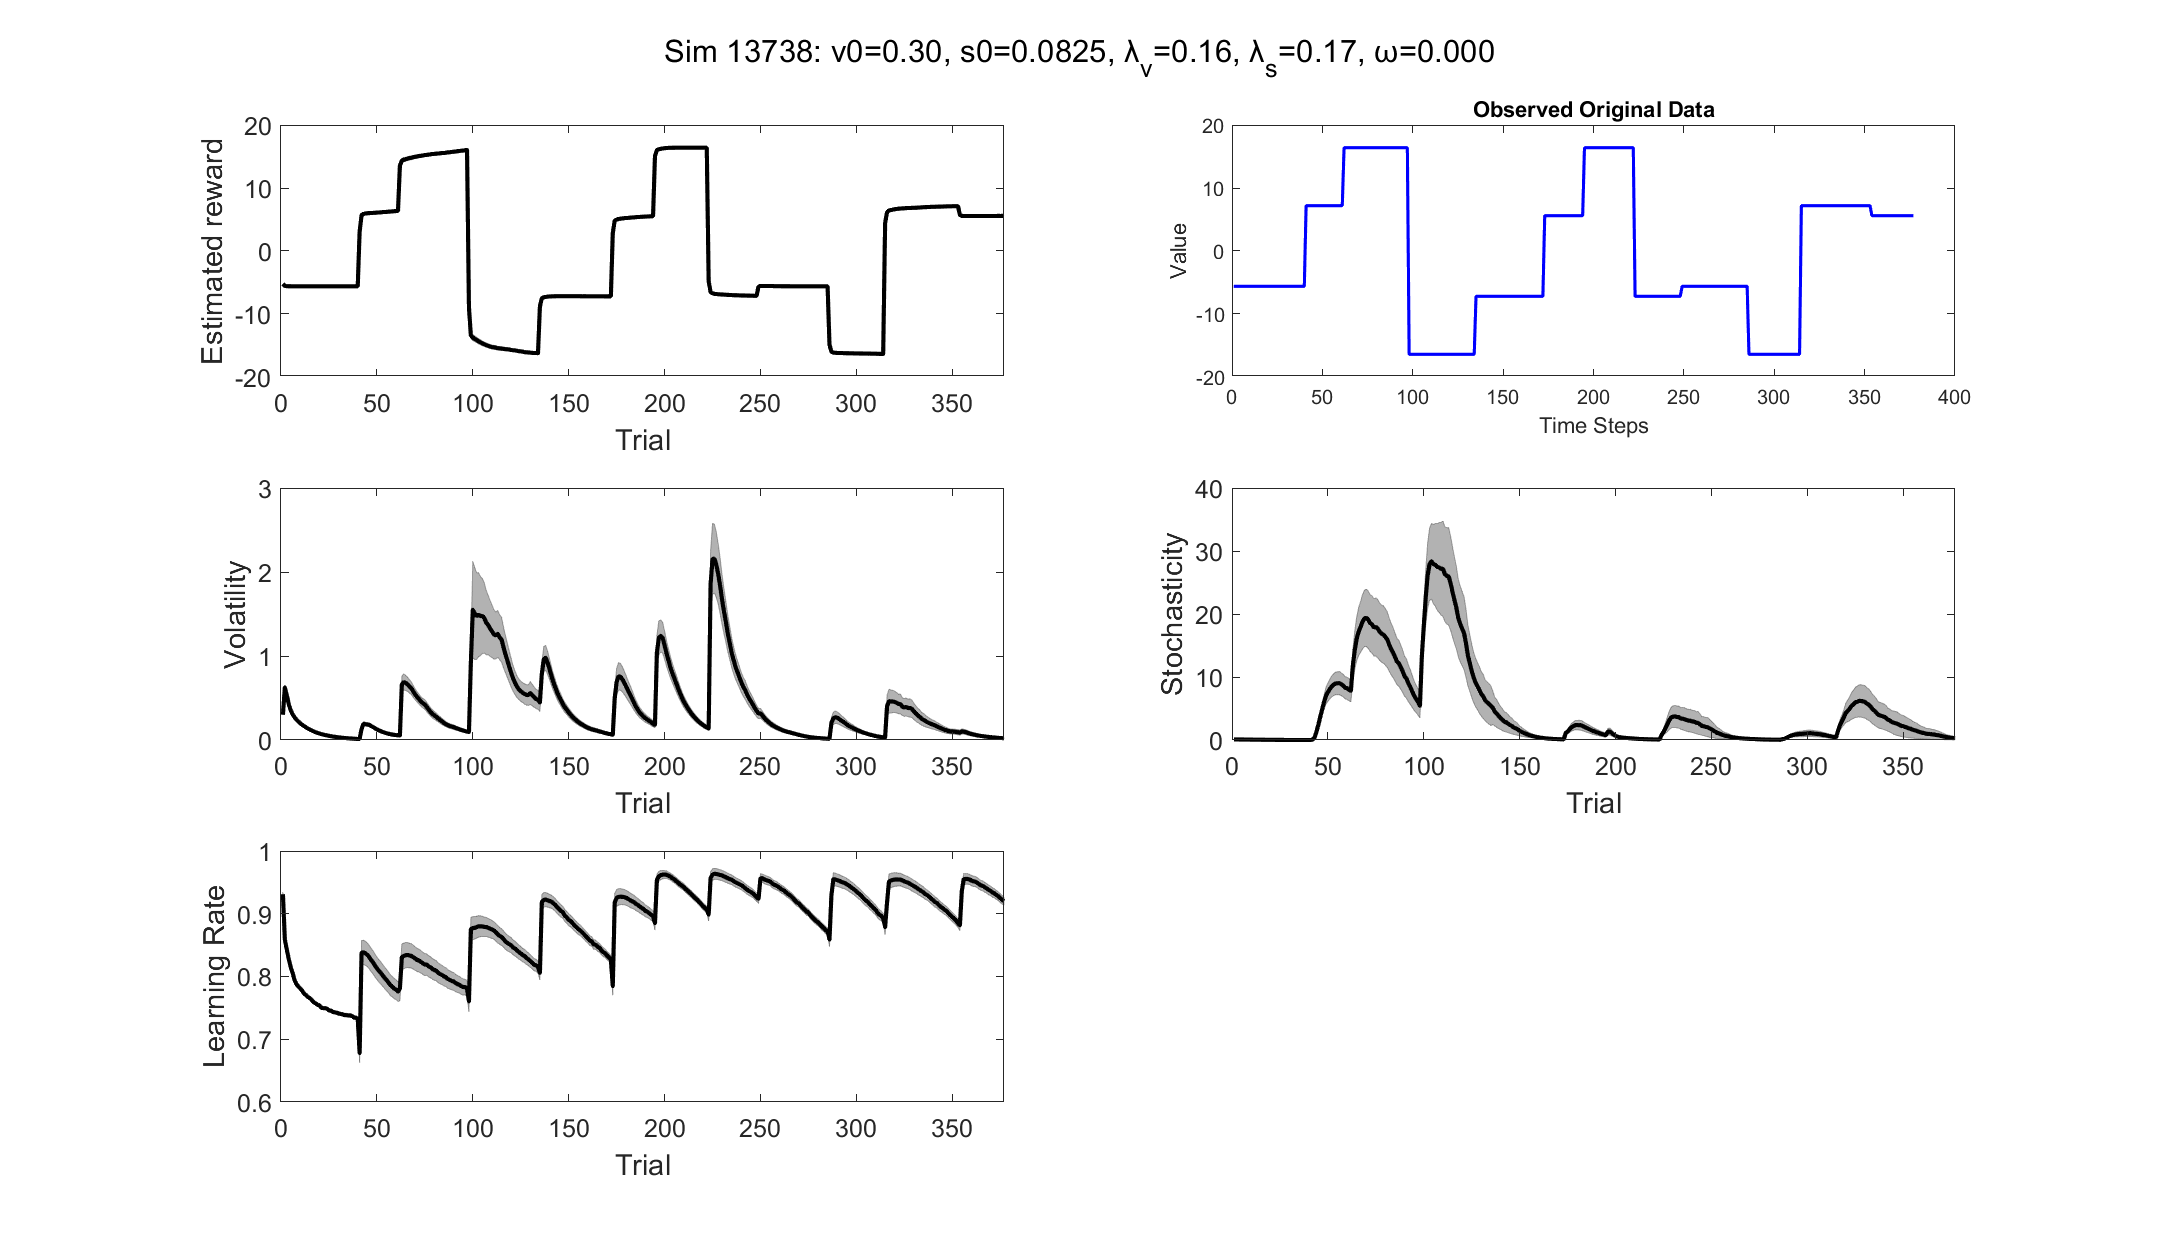 Sim 13738: v0=0.30, s0=0.0825, λ_v=0.16, λ_s=0.17, ω=0.000
Estimated reward
20
10
0
-10
-20
0 50 100 150 200 250 300 350
Trial
Observed Original Data
Value
20
10
0
-10
-20
0 50 100 150 200 250 300 350 400
Time Steps
Volatility
3
2
1
0
0 50 100 150 200 250 300 350
Trial
Stochasticity
40
30
20
10
0
0 50 100 150 200 250 300 350
Trial
Learning Rate
1
0.9
0.8
0.7
0.6
0 50 100 150 200 250 300 350
Trial